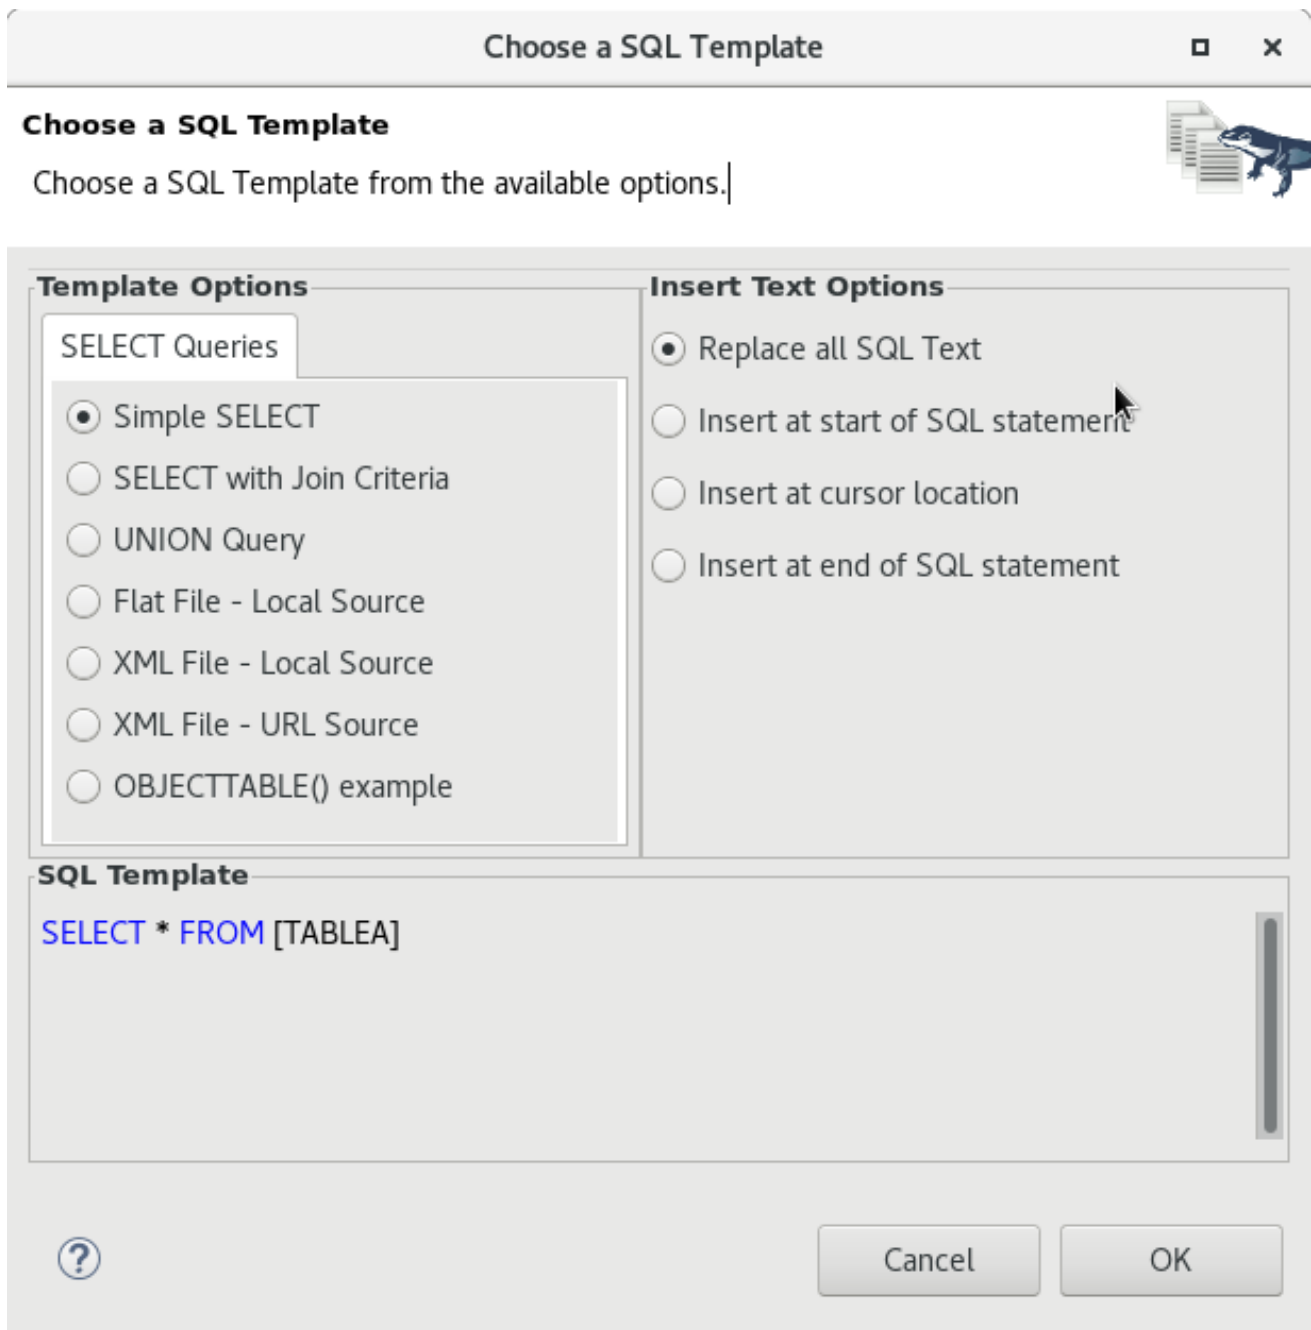 Choose a SQL Template
Choose a SQL Template
Choose a SQL Template from the available options.
Template Options
SELECT Queries
Simple SELECT
SELECT with Join Criteria
UNION Query
Flat File - Local Source
XML File - Local Source
XML File - URL Source
OBJECTTABLE() example
Insert Text Options
Replace all SQL Text
Insert at start of SQL statement
Insert at cursor location
Insert at end of SQL statement
SQL Template
SELECT * FROM [TABLEA]
?
Cancel
OK